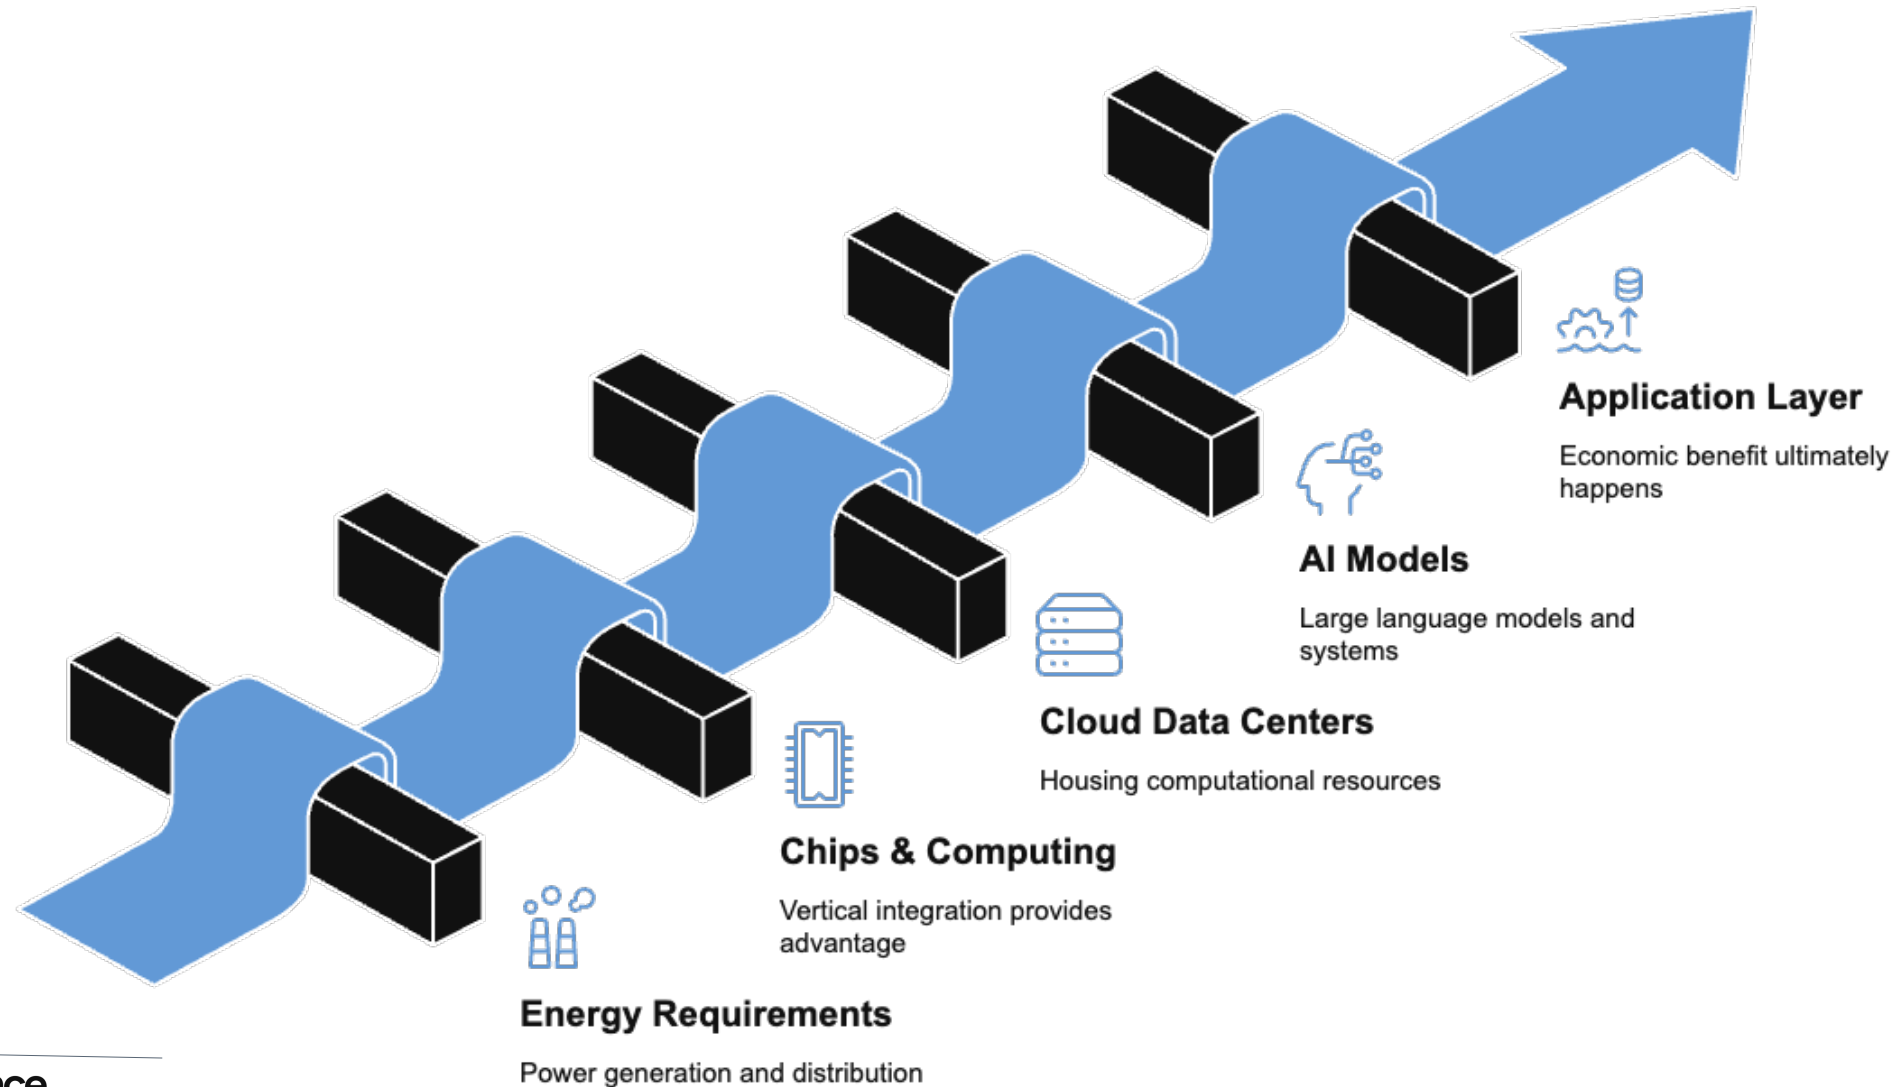 Application Layer
Economic benefit ultimately
happens
AI Models
Large language models and
systems
Cloud Data Centers
Housing computational resources
Chips & Computing
Vertical integration provides
advantage
Energy Requirements
Power generation and distribution